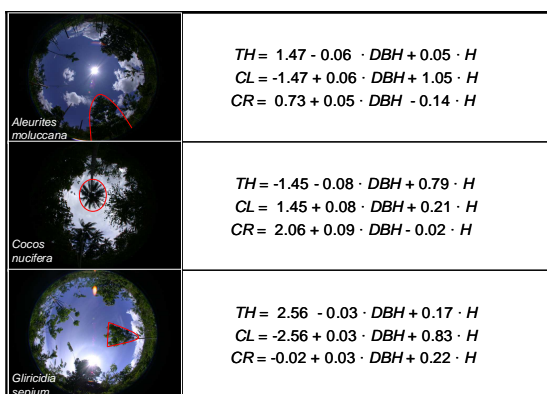 Aleurites
moluccana
TH = 1.47 - 0.06 · DBH + 0.05 · H
CL = -1.47 + 0.06 · DBH + 1.05 · H
CR = 0.73 + 0.05 · DBH - 0.14 · H
Cocos
nucifera
TH = -1.45 - 0.08 · DBH + 0.79 · H
CL = 1.45 + 0.08 · DBH + 0.21 · H
CR = 2.06 + 0.09 · DBH - 0.02 · H
Gliricidia
sepium
TH = 2.56 - 0.03 · DBH + 0.17 · H
CL = -2.56 + 0.03 · DBH + 0.83 · H
CR = -0.02 + 0.03 · DBH + 0.22 · H